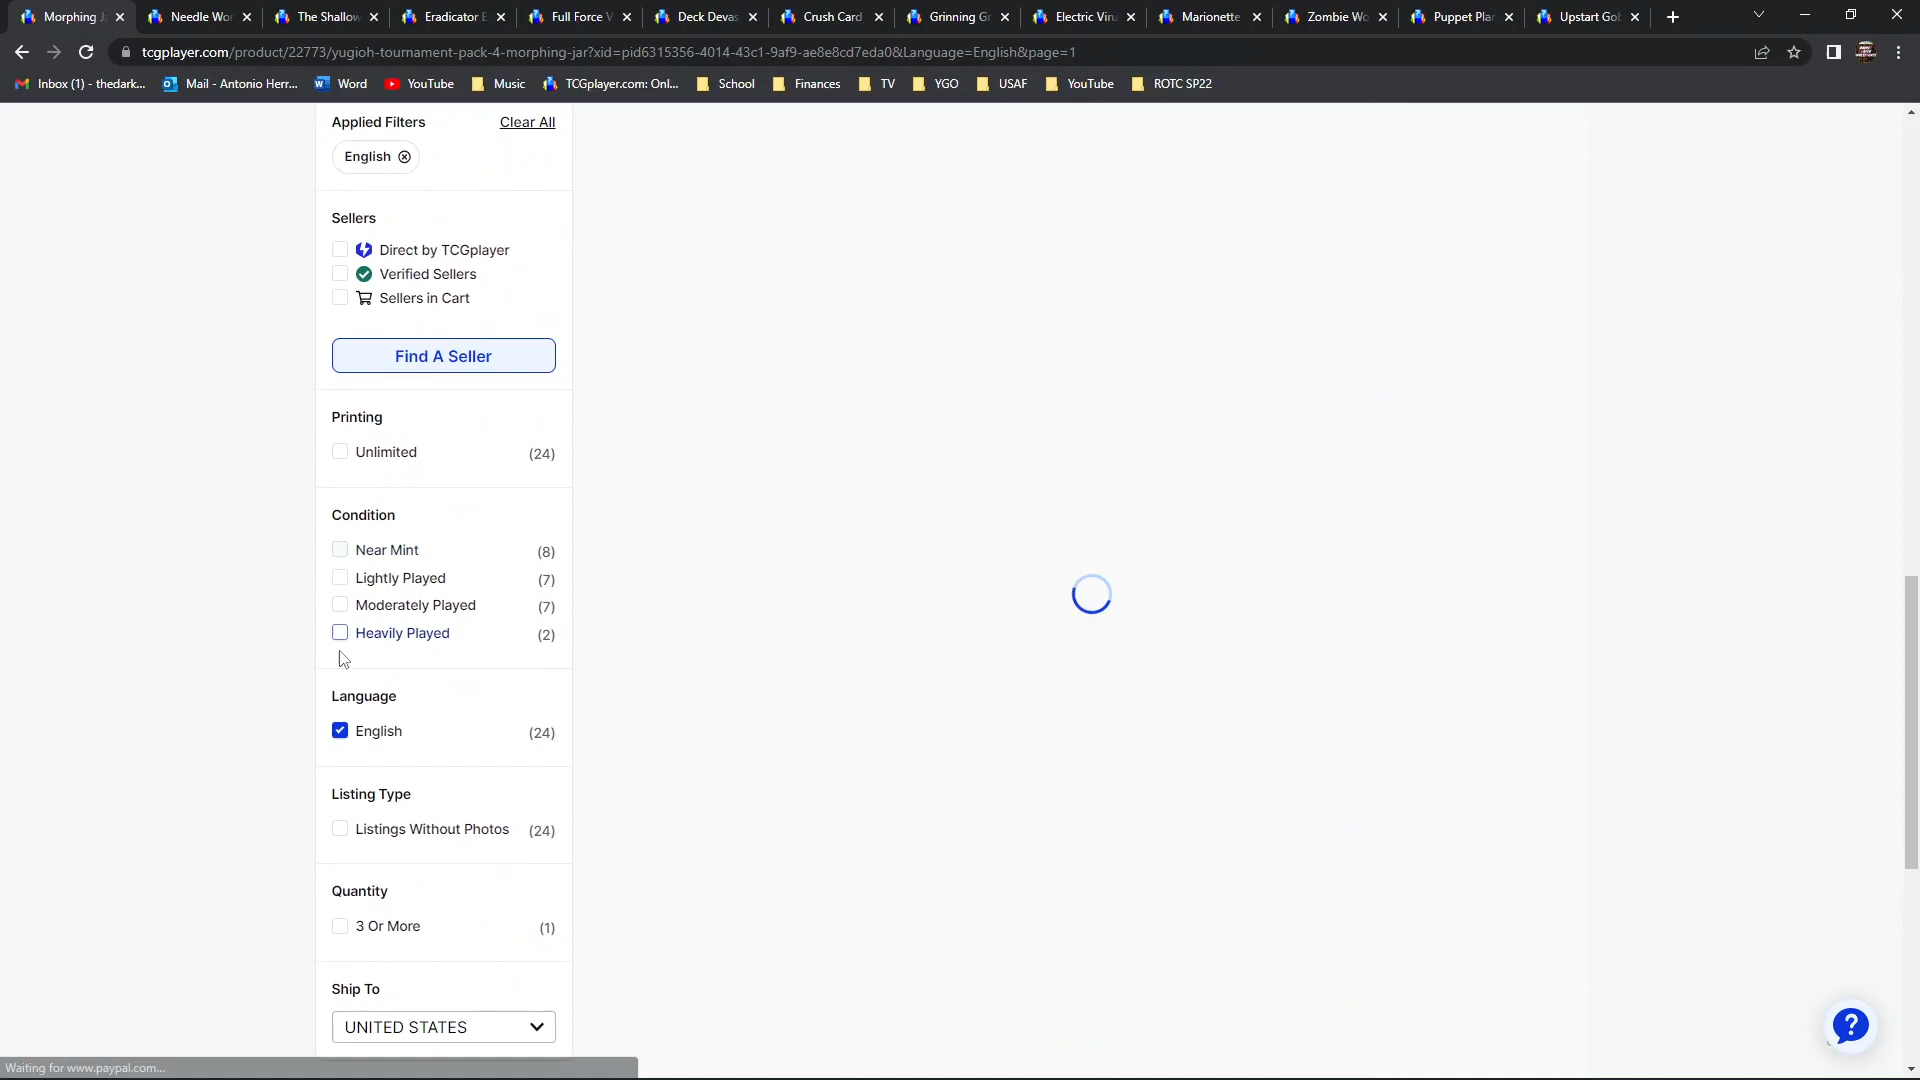 Morphing J
Needle Wor
The Shallow
Eradicator E
Full Force V
Deck Devas
Crush Card
Grinning Gr
Electric Viru
Marionette
Zombie Wo
Puppet Plan
Upstart Gob
tcgplayer.com/product/22773/yugioh-tournament-pack-4-morphing-jar?xid=pid6315356-4014-43c1-9af9-ae8e8cd7eda0&Language=English&page=1
Inbox (1) - thedark...
Mail - Antonio Herr...
Word
YouTube
Music
TCGplayer.com: Onl...
School
Finances
TV
YGO
USAF
YouTube
ROTC SP22
Applied Filters Clear All
English
Sellers
Direct by TCGplayer
Verified Sellers
Sellers in Cart
Find A Seller
Printing
Unlimited (24)
Condition
Near Mint (8)
Lightly Played (7)
Moderately Played (7)
Heavily Played (2)
Language
English (24)
Listing Type
Listings Without Photos (24)
Quantity
3 Or More (1)
Ship To
UNITED STATES
Waiting for www.paypal.com...